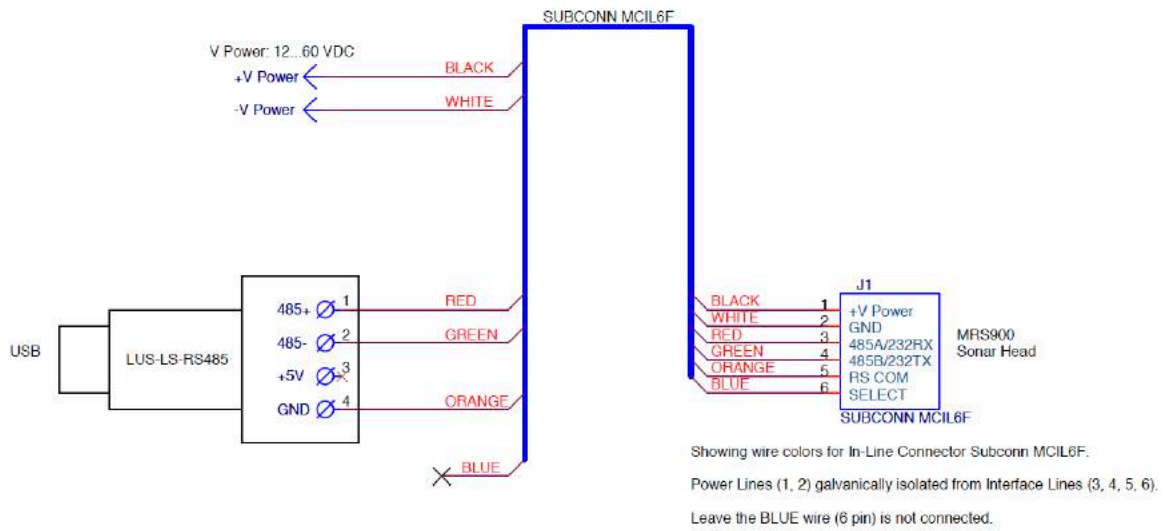 SUBCONN MCIL6F
V Power: 12...60 VDC
+V Power
BLACK
-V Power
WHITE
USB
LUS-LS-RS485
485+
1
RED
485-
2
GREEN
+5V
3
GND
4
ORANGE
BLUE
J1
BLACK
1
+V Power
WHITE
2
GND
RED
3
485A/232RX
GREEN
4
485B/232TX
ORANGE
5
RS COM
BLUE
6
SELECT
MRS900
Sonar Head
SUBCONN MCIL6F
Showing wire colors for In-Line Connector Subconn MCIL6F.
Power Lines (1, 2) galvanically isolated from Interface Lines (3, 4, 5, 6).
Leave the BLUE wire (6 pin) is not connected.